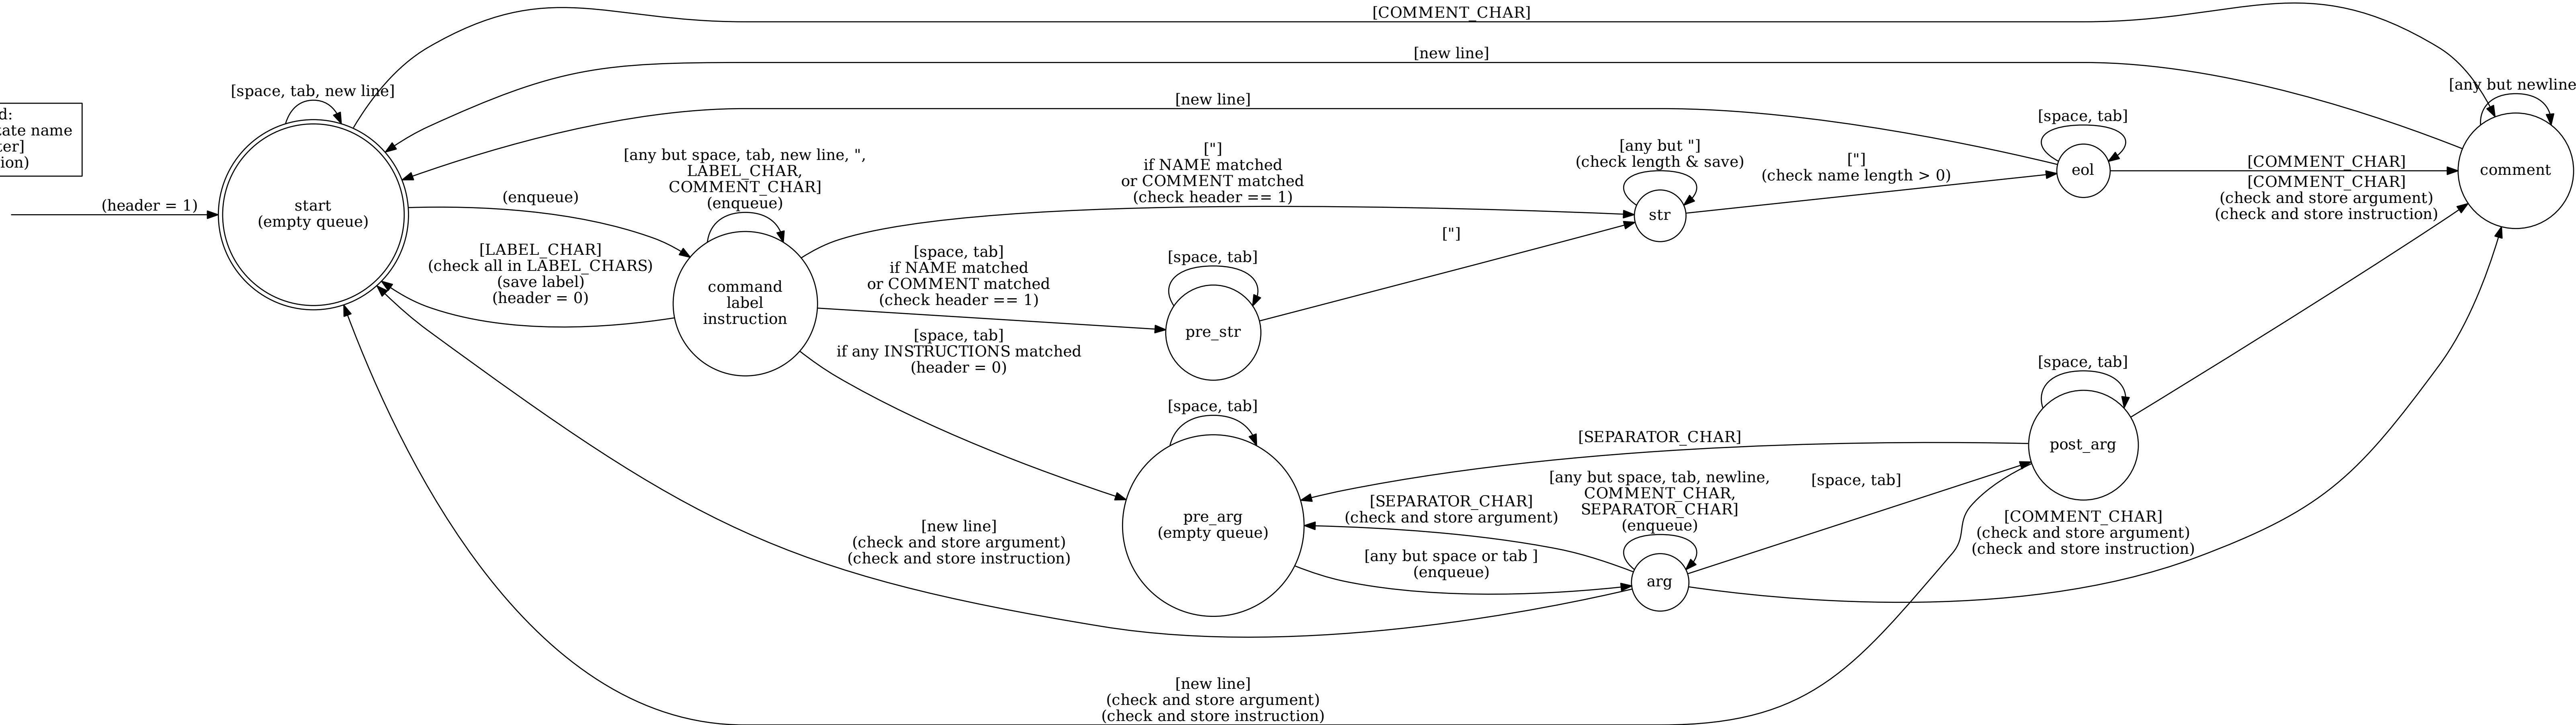 [COMMENT_CHAR]
[new line]
[new line]
[space, tab, new line]
[any but newline
d:
ate name
ter]
ion)
(header = 1)
start
(empty queue)
(enqueue)
[LABEL_CHAR]
(check all in LABEL_CHARS)
(save label)
(header = 0)
[any but space, tab, new line, ",
LABEL_CHAR,
COMMENT_CHAR]
(enqueue)
command
label
instruction
["]
if NAME matched
or COMMENT matched
(check header == 1)
[space, tab]
if NAME matched
or COMMENT matched
(check header == 1)
[space, tab]
if any INSTRUCTIONS matched
(header = 0)
[space, tab]
pre_str
["]
[any but "]
(check length & save)
str
["]
(check name length > 0)
[space, tab]
eol
[COMMENT_CHAR]
[COMMENT_CHAR]
(check and store argument)
(check and store instruction)
comment
[space, tab]
pre_arg
(empty queue)
[SEPARATOR_CHAR]
[SEPARATOR_CHAR]
(check and store argument)
[any but space or tab ]
(enqueue)
[any but space, tab, newline,
COMMENT_CHAR,
SEPARATOR_CHAR]
(enqueue)
arg
[space, tab]
[space, tab]
post_arg
[COMMENT_CHAR]
(check and store argument)
(check and store instruction)
[new line]
(check and store argument)
(check and store instruction)
[new line]
(check and store argument)
(check and store instruction)